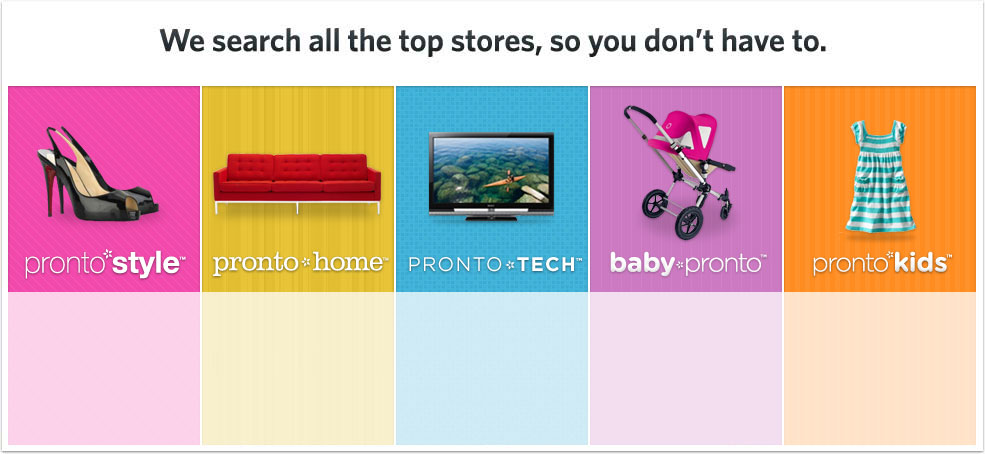 We search all the top stores, so you don't have to.
pronto*style™
pronto*home™
PRONTO*TECH™
baby*pronto™
pronto*kids™